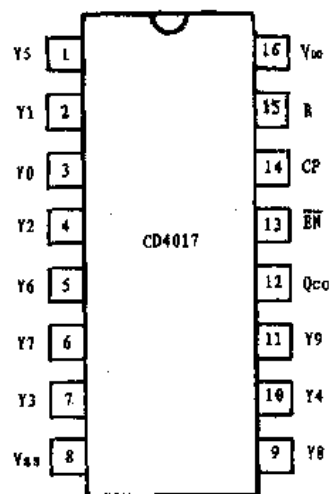 Y5 1 16 VDD
Y1 2 15 R
Y0 3 14 CP
Y2 4 13 E̅N̅
CD4017
Y6 5 12 Qco
Y7 6 11 Y9
Y3 7 10 Y4
Vss 8 9 Y8